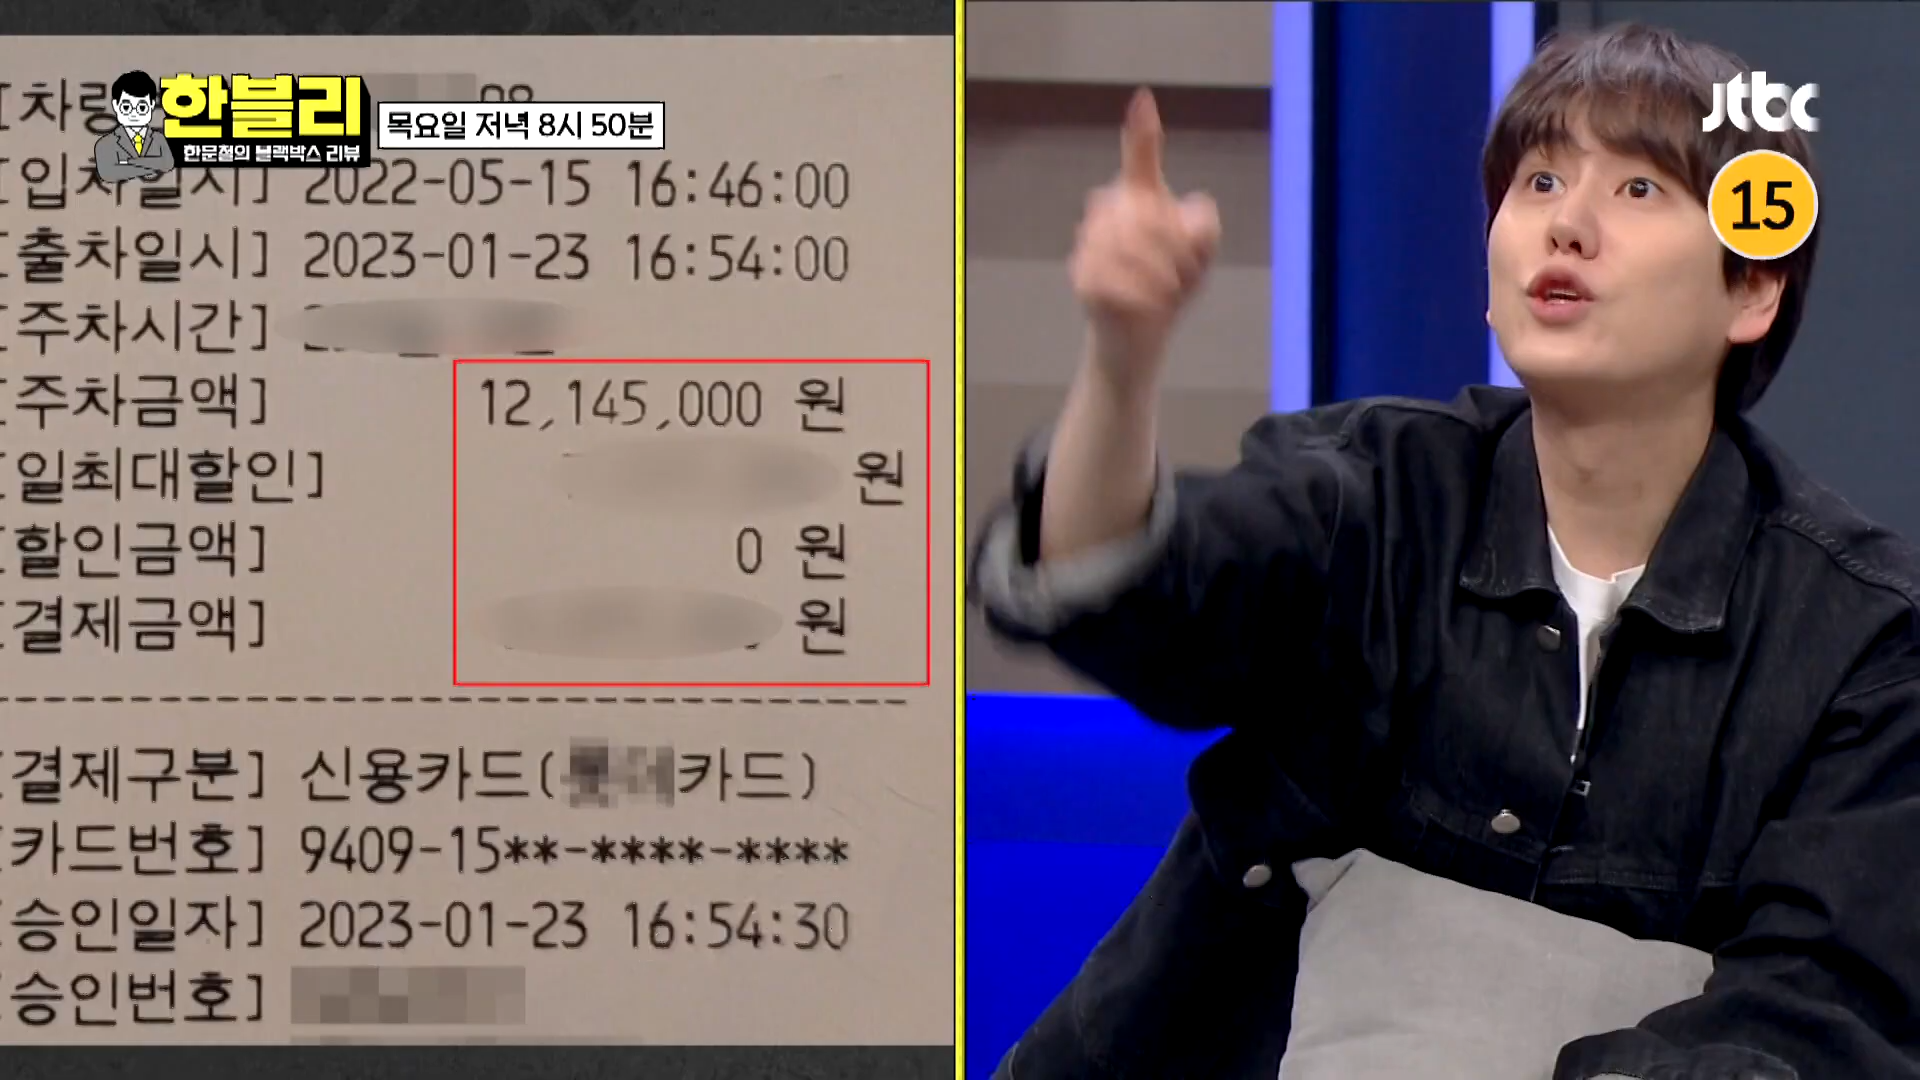 한블리
한문철의 블랙박스 리뷰
목요일 저녁 8시 50분
jtbc
15
[입차일시] 2022-05-15 16:46:00
[출차일시] 2023-01-23 16:54:00
[주차시간]
[주차금액] 12,145,000 원
[일최대할인] 원
[할인금액] 0 원
[결제금액] 원
[결제구분] 신용카드( 카드)
[카드번호] 9409-15**-****-****
[승인일자] 2023-01-23 16:54:30
[승인번호]